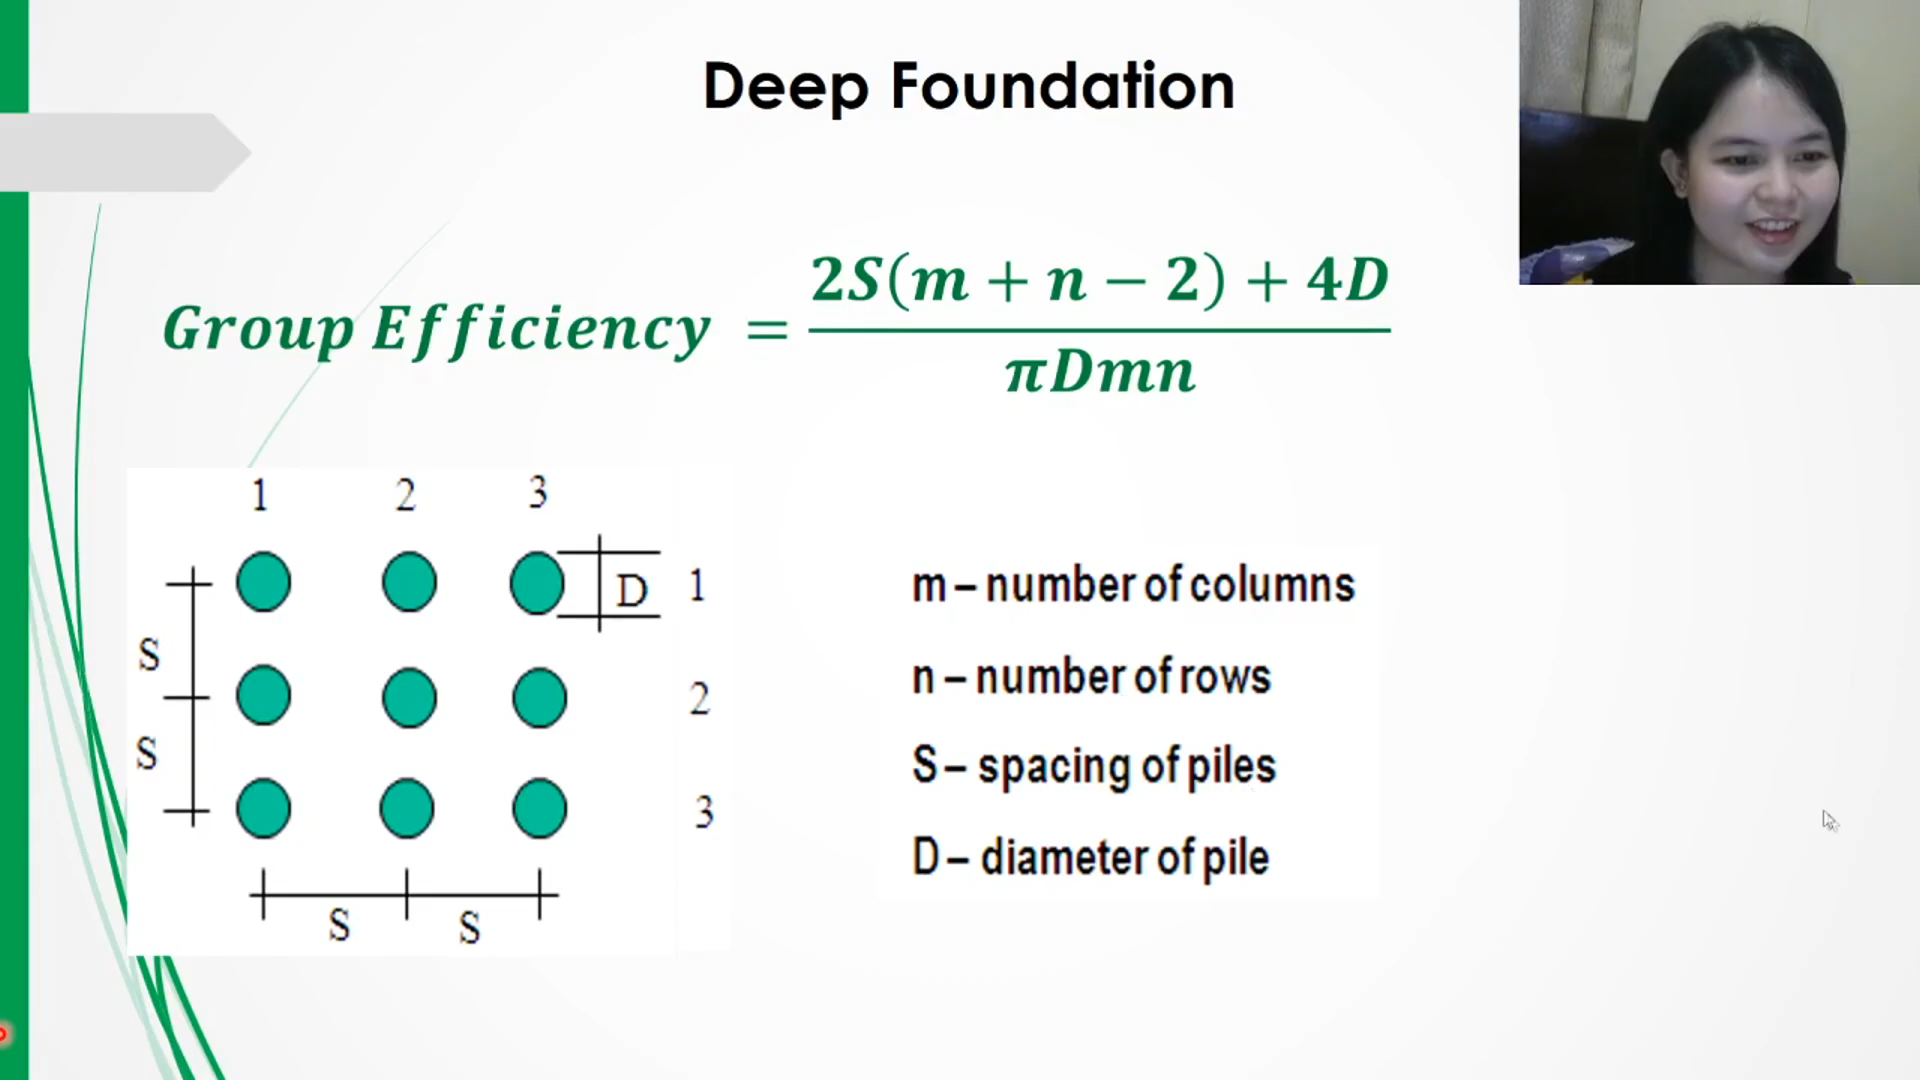 Deep Foundation
Group Efficiency = \frac{2S(m + n − 2) + 4D}{πDmn}
1 2 3
D 1
S
2
S
3
S S
m – number of columns
n – number of rows
S – spacing of piles
D – diameter of pile